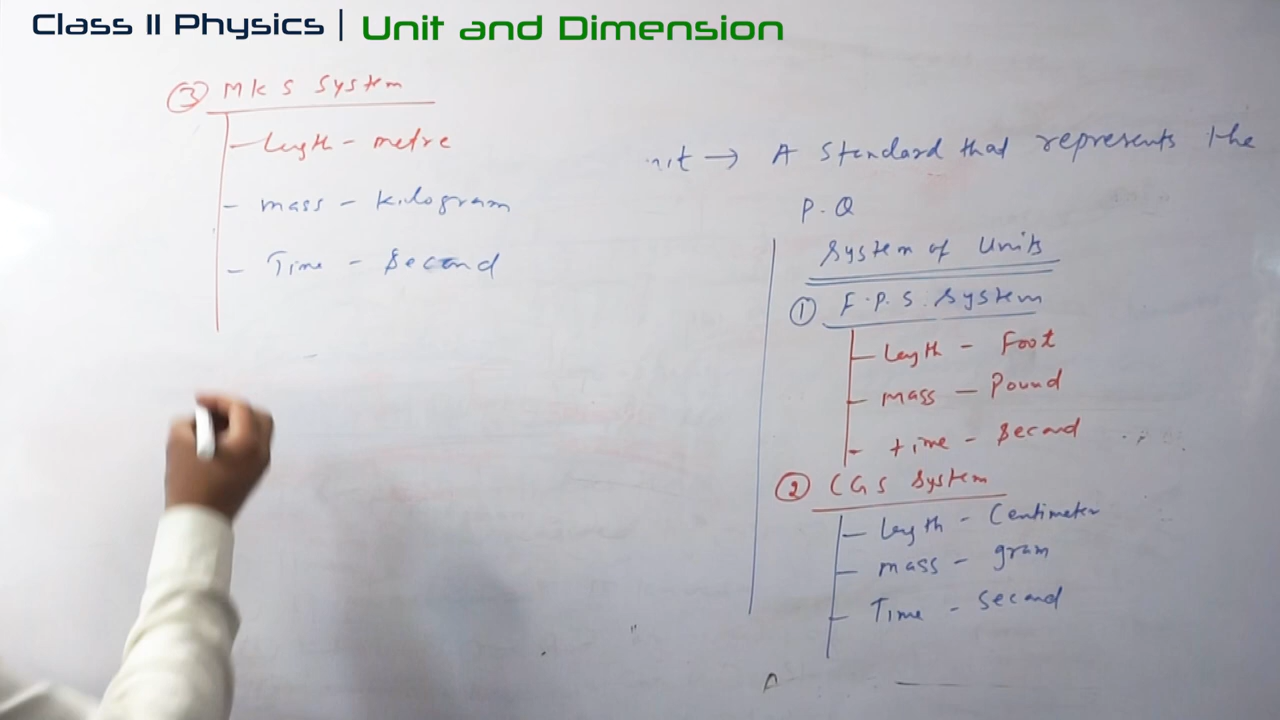 Class 11 Physics | Unit and Dimension
③ MKS System
Length - metre
- mass - Kilogram
- Time - Second
nit → A Standard that represents the
P.Q
System of Units
① F.P.S. System
Length - Foot
mass - Pound
- time - Second
② CGS System
Length - Centimeter
mass - gram
Time - Second
A